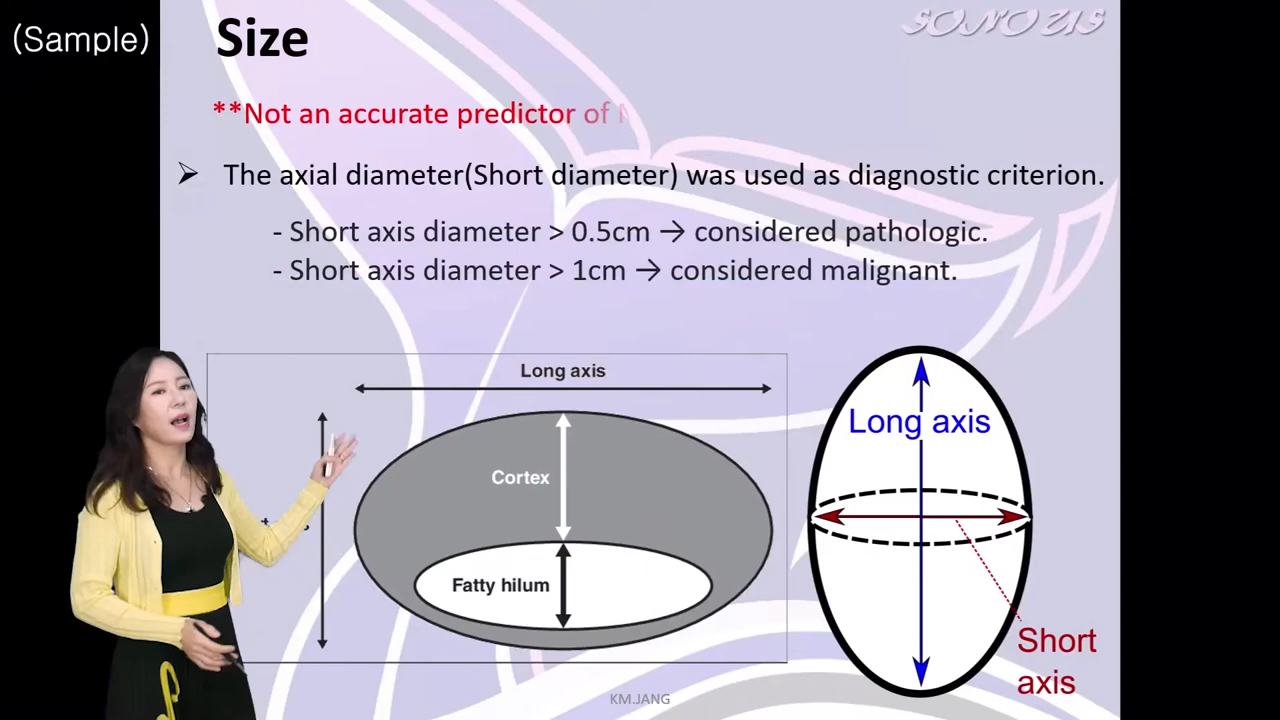 (Sample)
Size
SONOZIS
**Not an accurate predictor of
➢ The axial diameter(Short diameter) was used as diagnostic criterion.
- Short axis diameter > 0.5cm → considered pathologic.
- Short axis diameter > 1cm → considered malignant.
Long axis
Cortex
Fatty hilum
Long axis
Short
axis
KM.JANG